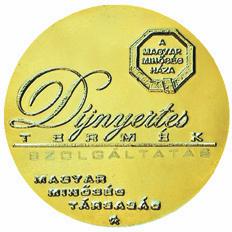 A
MAGYAR
MINŐSÉG
HÁZA
Díjnyertes
TERMÉK
SZOLGÁLTATÁS
MAGYAR
MINŐSÉG
TÁRSASÁG